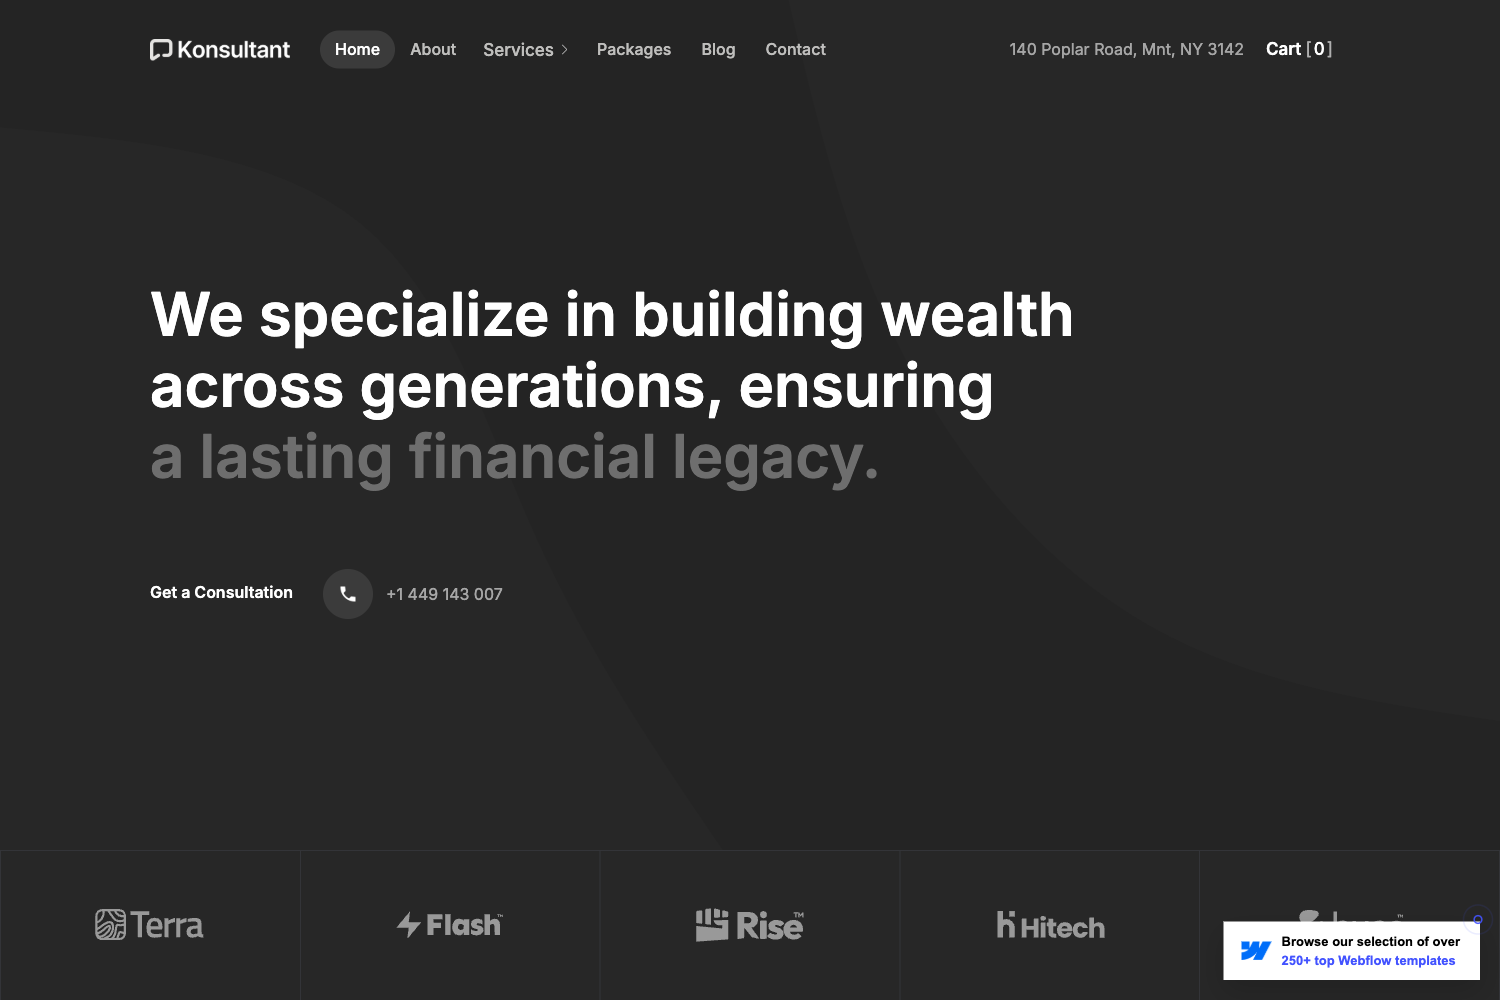 Konsultant
Home
About
Services
Packages
Blog
Contact
140 Poplar Road, Mnt, NY 3142
Cart [ 0 ]
We specialize in building wealth
across generations, ensuring
a lasting financial legacy.
Get a Consultation
+1 449 143 007
Terra
Flash™
Rise™
Hitech
Browse our selection of over
250+ top Webflow templates